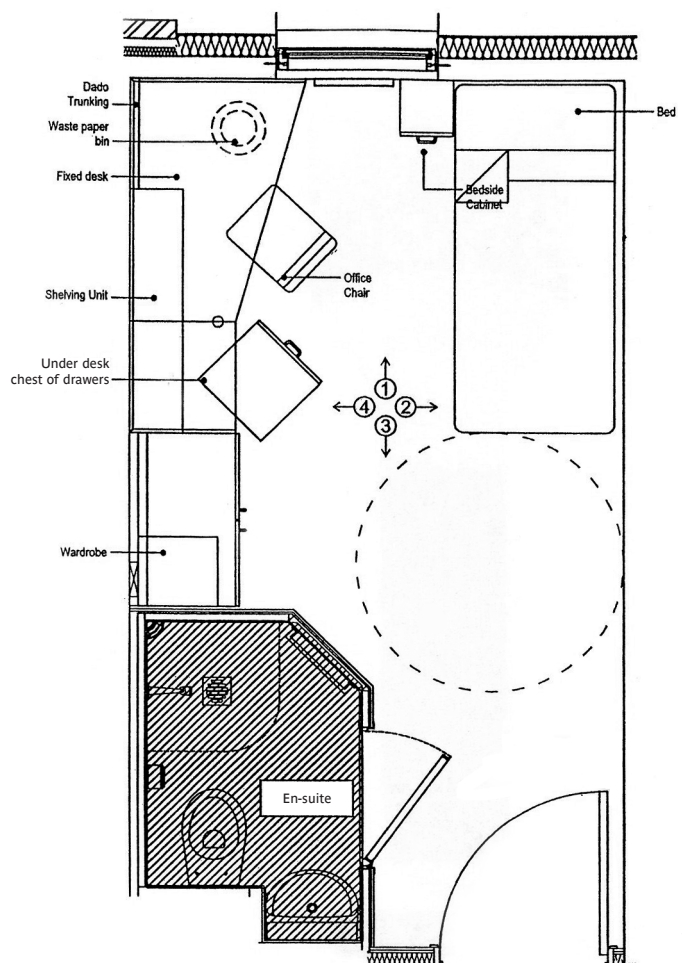 Dado
Trunking
Waste paper
bin
Fixed desk
Shelving Unit
Under desk
chest of drawers
Wardrobe
Bed
Bedside
Cabinet
Office
Chair
1
4
2
3
En-suite